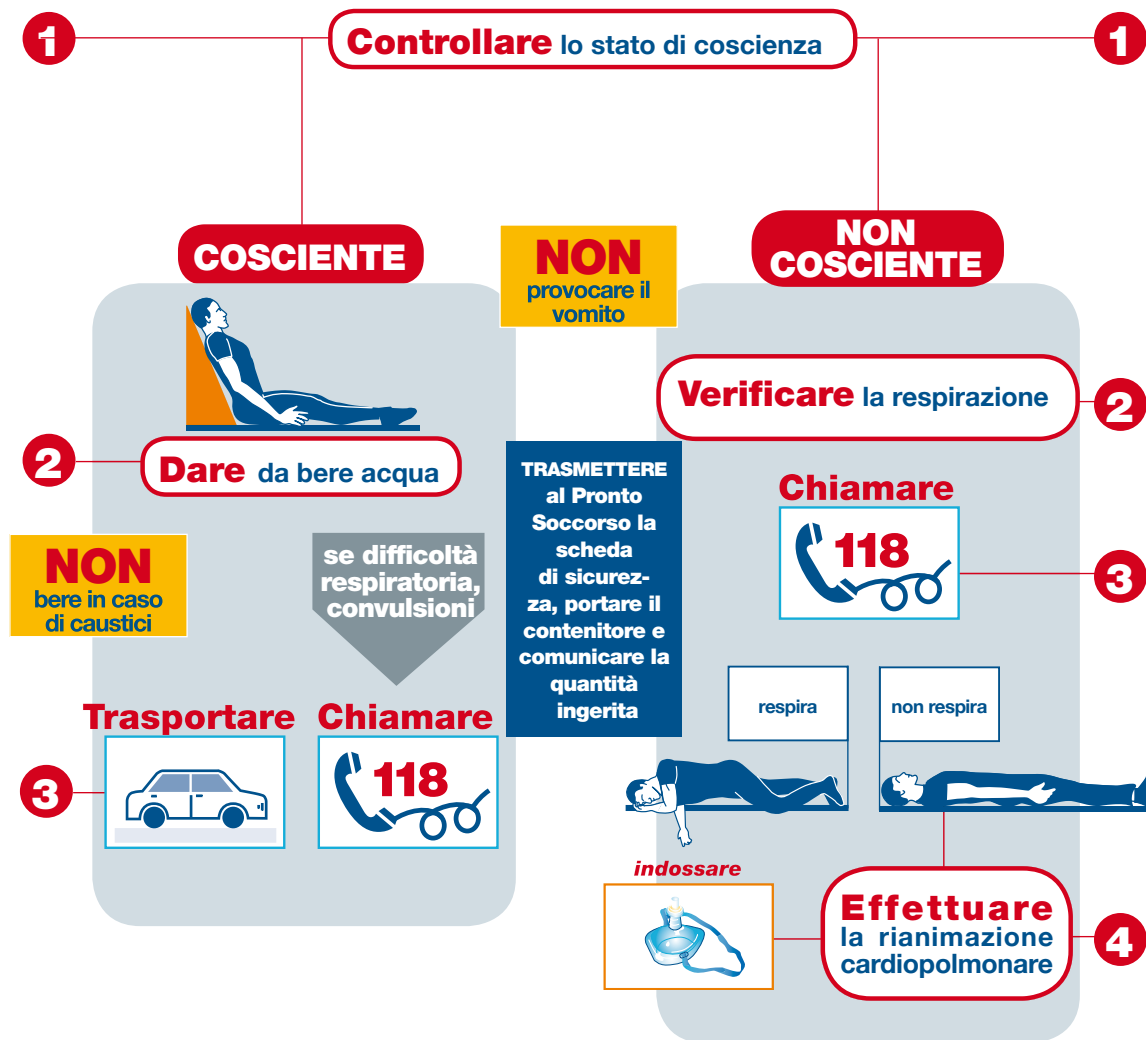 1
Controllare lo stato di coscienza
1
COSCIENTE
NON
provocare il
vomito
NON
COSCIENTE
Verificare la respirazione
2
2
Dare da bere acqua
NON
bere in caso
di caustici
se difficoltà
respiratoria,
convulsioni
TRASMETTERE
al Pronto
Soccorso la
scheda
di sicurez-
za, portare il
contenitore e
comunicare la
quantità
ingerita
Chiamare
118
3
Trasportare
Chiamare
3
118
respira
non respira
indossare
Effettuare
la rianimazione
cardiopolmonare
4